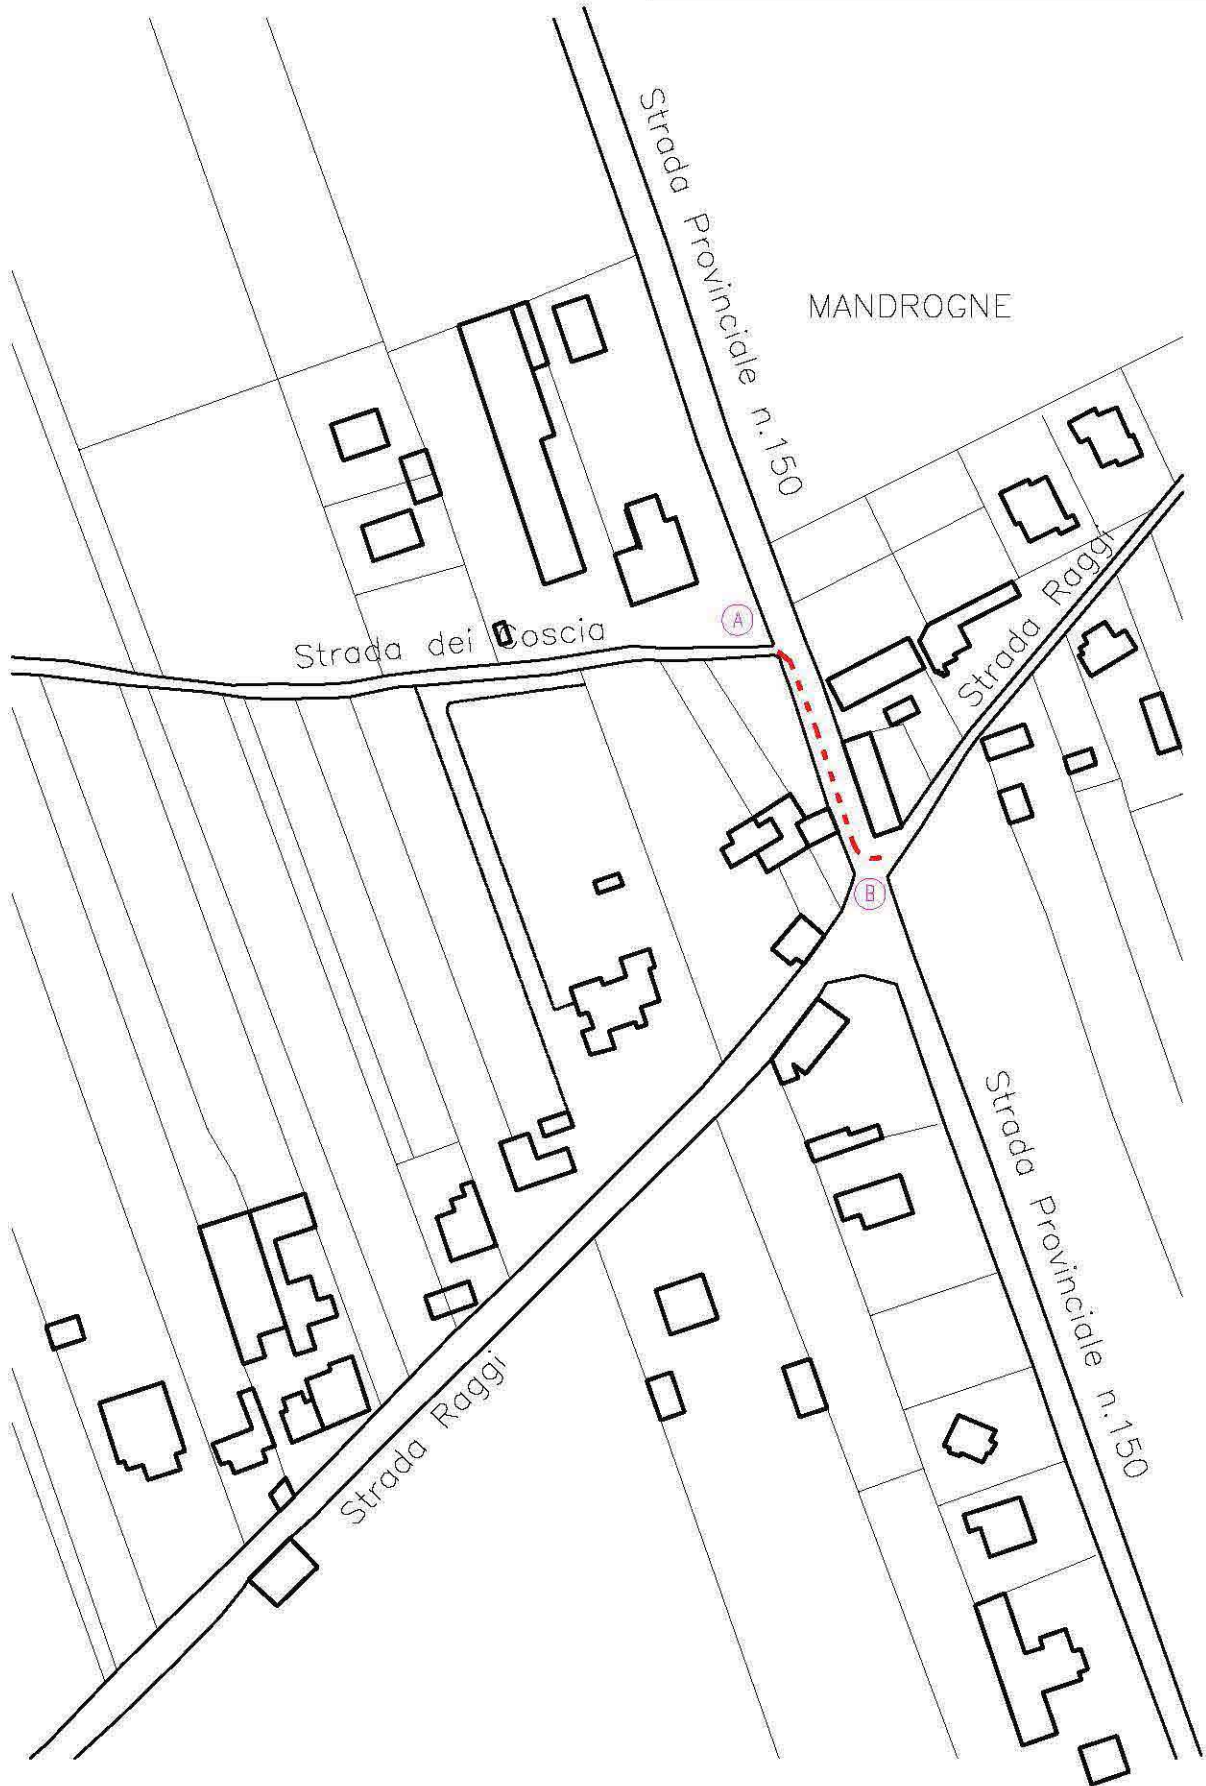 Strada Provinciale n.150
MANDROGNE
Strada dei Coscia
A
Strada Raggi
B
Strada Provinciale n.150
Strada Raggi